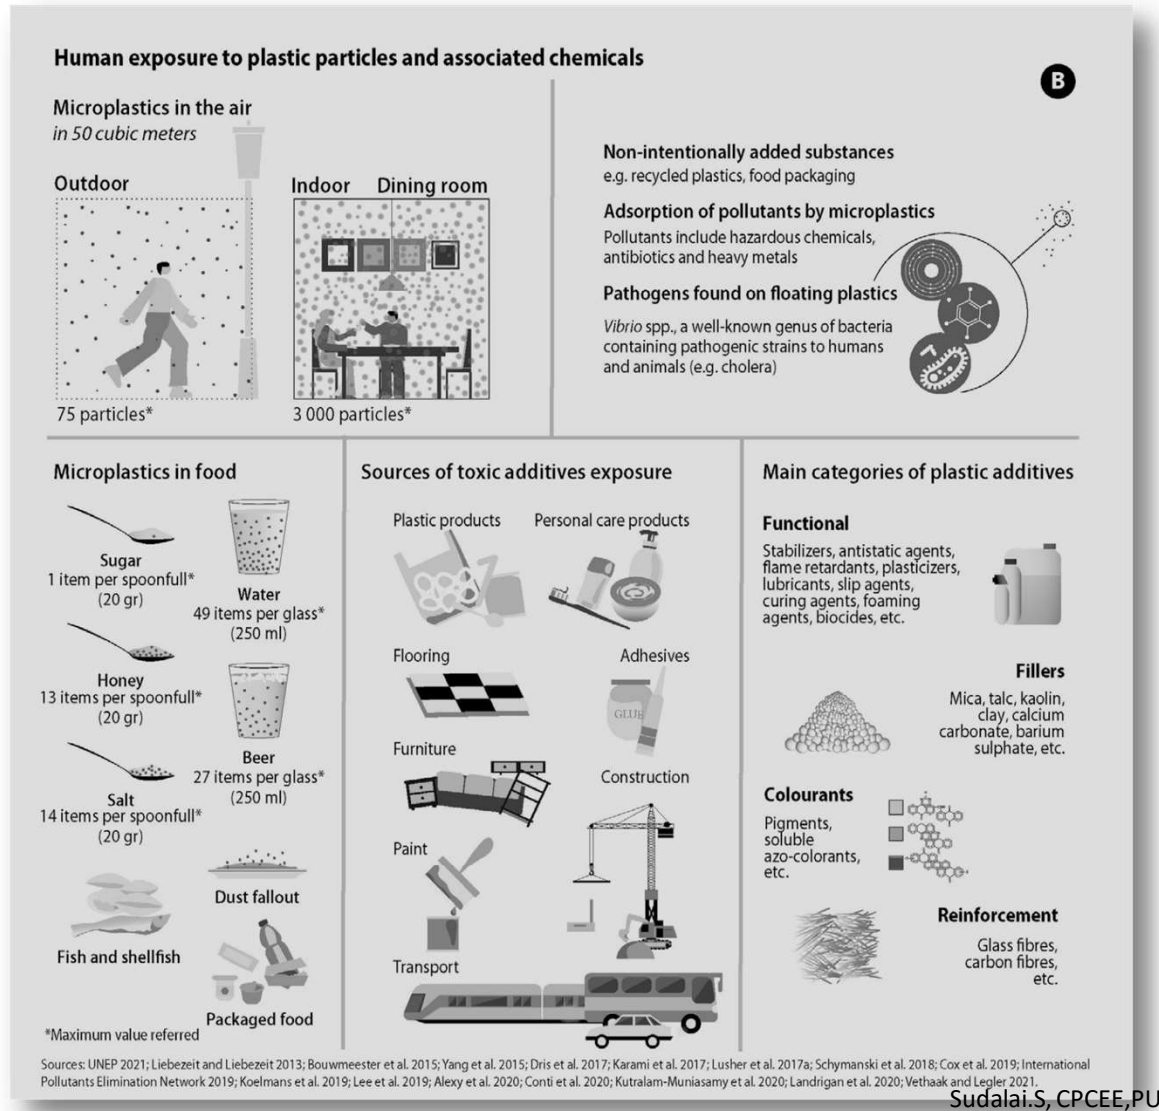 Human exposure to plastic particles and associated chemicals
B
Microplastics in the air
in 50 cubic meters
Outdoor
75 particles*
Indoor Dining room
3 000 particles*
Non-intentionally added substances
e.g. recycled plastics, food packaging
Adsorption of pollutants by microplastics
Pollutants include hazardous chemicals,
antibiotics and heavy metals
Pathogens found on floating plastics
Vibrio spp., a well-known genus of bacteria
containing pathogenic strains to humans
and animals (e.g. cholera)
Microplastics in food
Sugar
1 item per spoonfull*
(20 gr)
Water
49 items per glass*
(250 ml)
Honey
13 items per spoonfull*
(20 gr)
Beer
27 items per glass*
(250 ml)
Salt
14 items per spoonfull*
(20 gr)
Dust fallout
Fish and shellfish
Packaged food
*Maximum value referred
Sources of toxic additives exposure
Plastic products
Personal care products
Flooring
Adhesives
GLUE
Furniture
Construction
Paint
Transport
Main categories of plastic additives
Functional
Stabilizers, antistatic agents,
flame retardants, plasticizers,
lubricants, slip agents,
curing agents, foaming
agents, biocides, etc.
Fillers
Mica, talc, kaolin,
clay, calcium
carbonate, barium
sulphate, etc.
Colourants
Pigments,
soluble
azo-colorants,
etc.
Reinforcement
Glass fibres,
carbon fibres,
etc.
Sources: UNEP 2021; Liebezeit and Liebezeit 2013; Bouwmeester et al. 2015; Yang et al. 2015; Dris et al. 2017; Karami et al. 2017; Lusher et al. 2017a; Schymanski et al. 2018; Cox et al. 2019; International
Pollutants Elimination Network 2019; Koelmans et al. 2019; Lee et al. 2019; Alexy et al. 2020; Conti et al. 2020; Kutralam-Muniasamy et al. 2020; Landrigan et al. 2020; Vethaak and Legler 2021.
Sudalai.S, CPCEE,PU